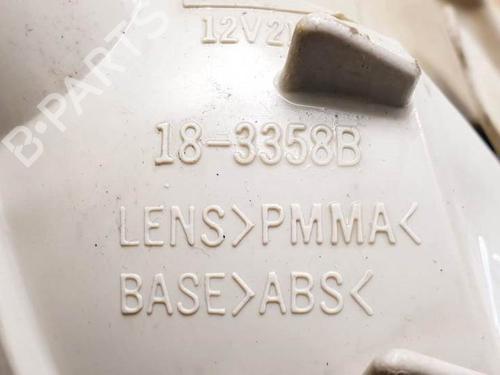 12V21
18-3358B
LENS>PMMA<
BASE>ABS<
B-PARTS